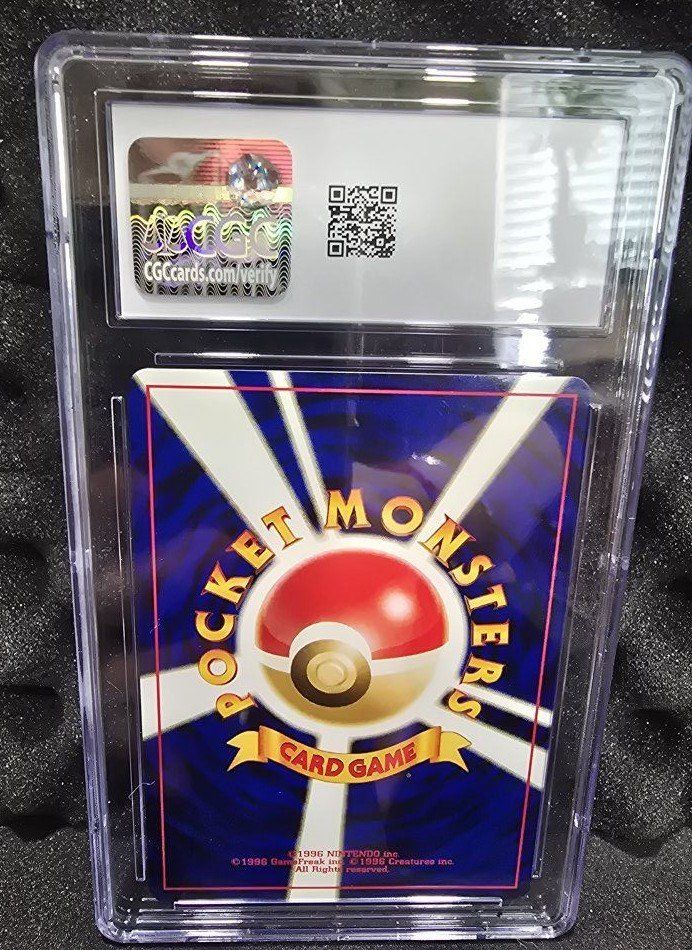 CGC
CGCcards.com/verify
POCKET MONSTERS
CARD GAME
©1996 NINTENDO inc.
©1996 GameFreak inc. ©1996 Creatures inc.
All Rights reserved.